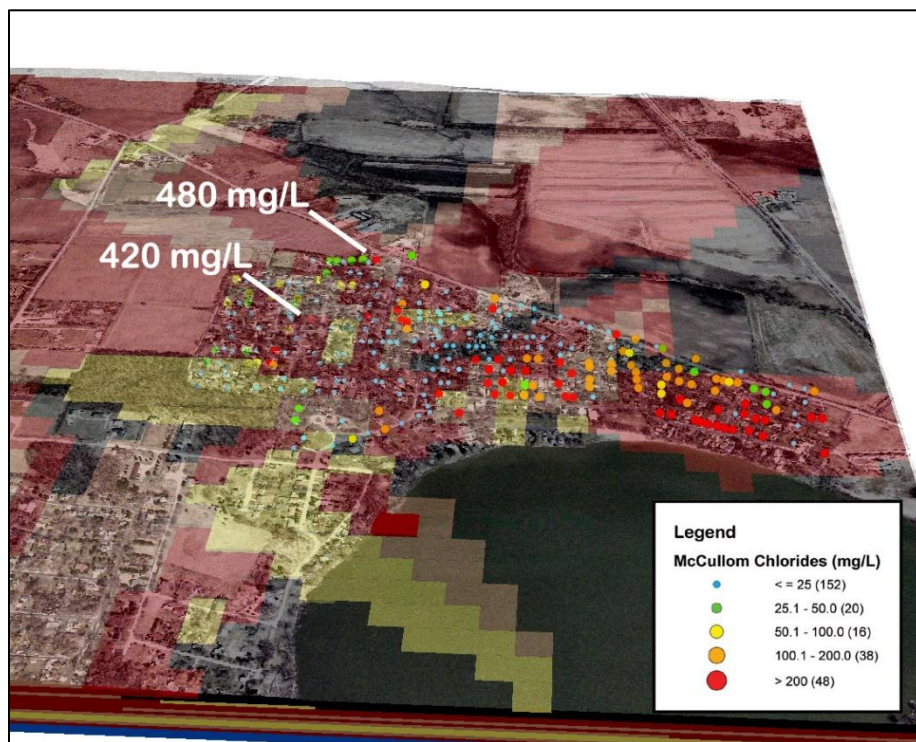 480 mg/L
420 mg/L
Legend
McCullom Chlorides (mg/L)
< = 25 (152)
25.1 - 50.0 (20)
50.1 - 100.0 (16)
100.1 - 200.0 (38)
> 200 (48)